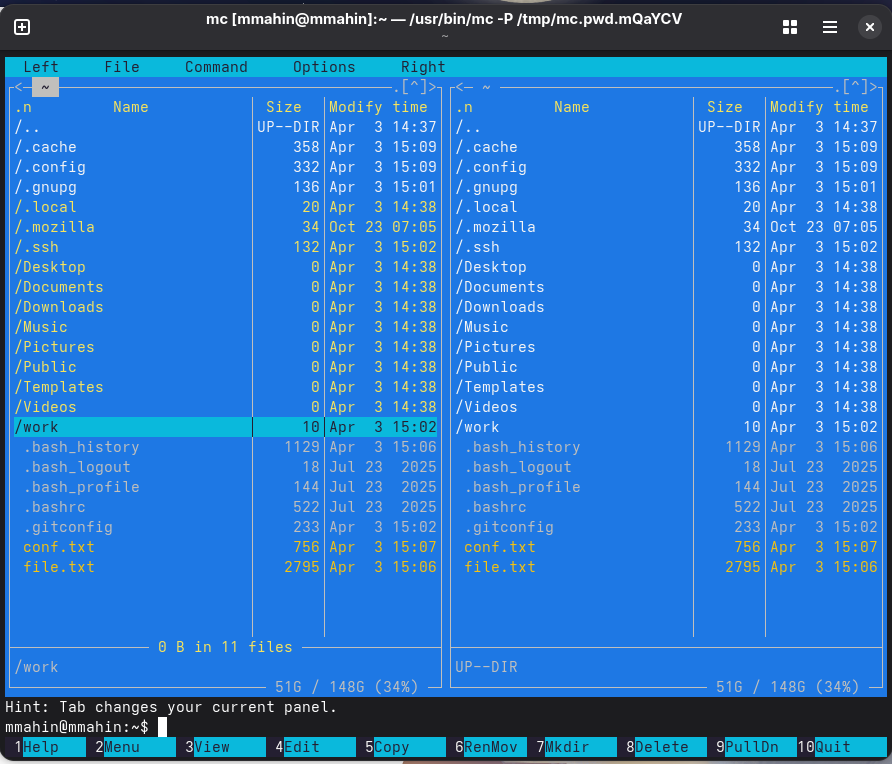 mc [mmahin@mmahin]:~ — /usr/bin/mc -P /tmp/mc.pwd.mQaYCV
~
Left File Command Options Right
<─ ~ .[^]> <─ ~ .[^]>
.n Name Size Modify time .n Name Size Modify time
/.. UP--DIR Apr 3 14:37 /.. UP--DIR Apr 3 14:37
/.cache 358 Apr 3 15:09 /.cache 358 Apr 3 15:09
/.config 332 Apr 3 15:09 /.config 332 Apr 3 15:09
/.gnupg 136 Apr 3 15:01 /.gnupg 136 Apr 3 15:01
/.local 20 Apr 3 14:38 /.local 20 Apr 3 14:38
/.mozilla 34 Oct 23 07:05 /.mozilla 34 Oct 23 07:05
/.ssh 132 Apr 3 15:02 /.ssh 132 Apr 3 15:02
/Desktop 0 Apr 3 14:38 /Desktop 0 Apr 3 14:38
/Documents 0 Apr 3 14:38 /Documents 0 Apr 3 14:38
/Downloads 0 Apr 3 14:38 /Downloads 0 Apr 3 14:38
/Music 0 Apr 3 14:38 /Music 0 Apr 3 14:38
/Pictures 0 Apr 3 14:38 /Pictures 0 Apr 3 14:38
/Public 0 Apr 3 14:38 /Public 0 Apr 3 14:38
/Templates 0 Apr 3 14:38 /Templates 0 Apr 3 14:38
/Videos 0 Apr 3 14:38 /Videos 0 Apr 3 14:38
/work 10 Apr 3 15:02 /work 10 Apr 3 15:02
.bash_history 1129 Apr 3 15:06 .bash_history 1129 Apr 3 15:06
.bash_logout 18 Jul 23 2025 .bash_logout 18 Jul 23 2025
.bash_profile 144 Jul 23 2025 .bash_profile 144 Jul 23 2025
.bashrc 522 Jul 23 2025 .bashrc 522 Jul 23 2025
.gitconfig 233 Apr 3 15:02 .gitconfig 233 Apr 3 15:02
conf.txt 756 Apr 3 15:07 conf.txt 756 Apr 3 15:07
file.txt 2795 Apr 3 15:06 file.txt 2795 Apr 3 15:06
0 B in 11 files
/work UP--DIR
51G / 148G (34%) 51G / 148G (34%)
Hint: Tab changes your current panel.
mmahin@mmahin:~$
1Help 2Menu 3View 4Edit 5Copy 6RenMov 7Mkdir 8Delete 9PullDn 10Quit